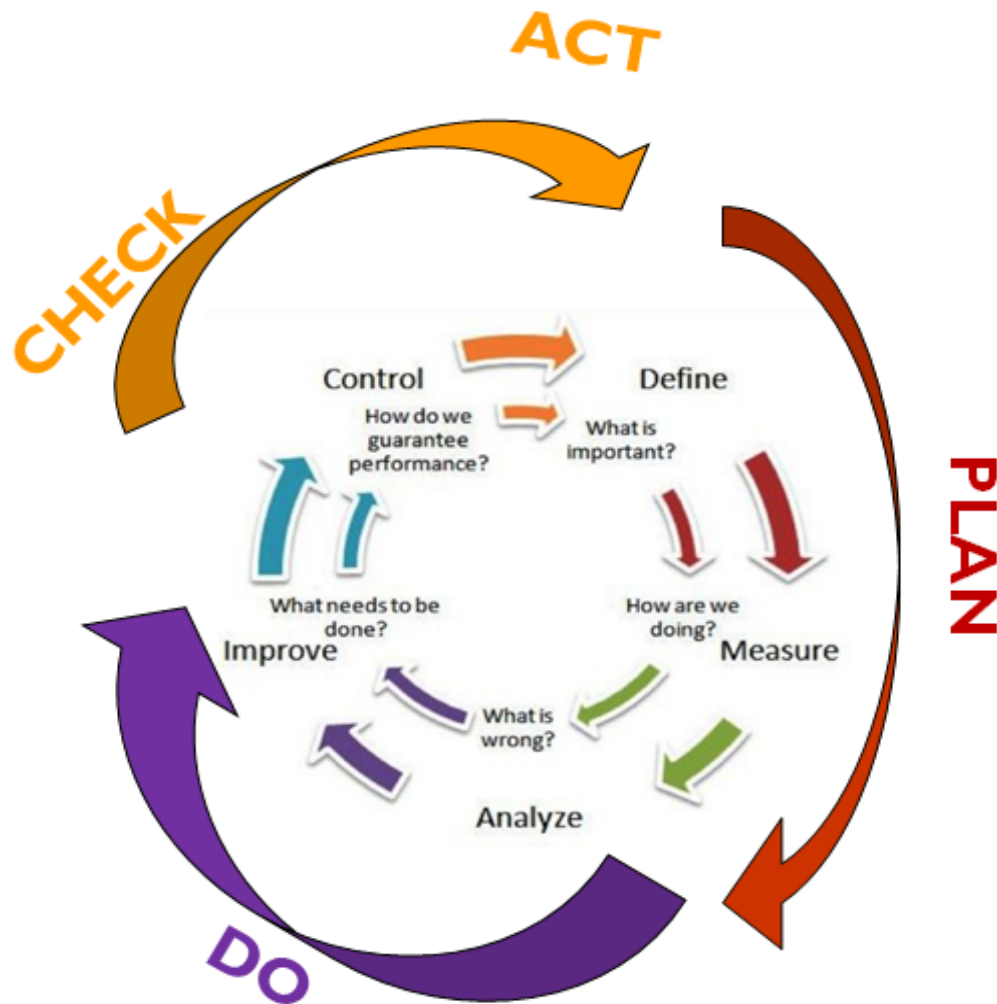 ACT
CHECK
PLAN
DO
Control
How do we
guarantee
performance?
Define
What is
important?
How are we
doing?
Measure
What is
wrong?
Analyze
What needs to be
done?
Improve